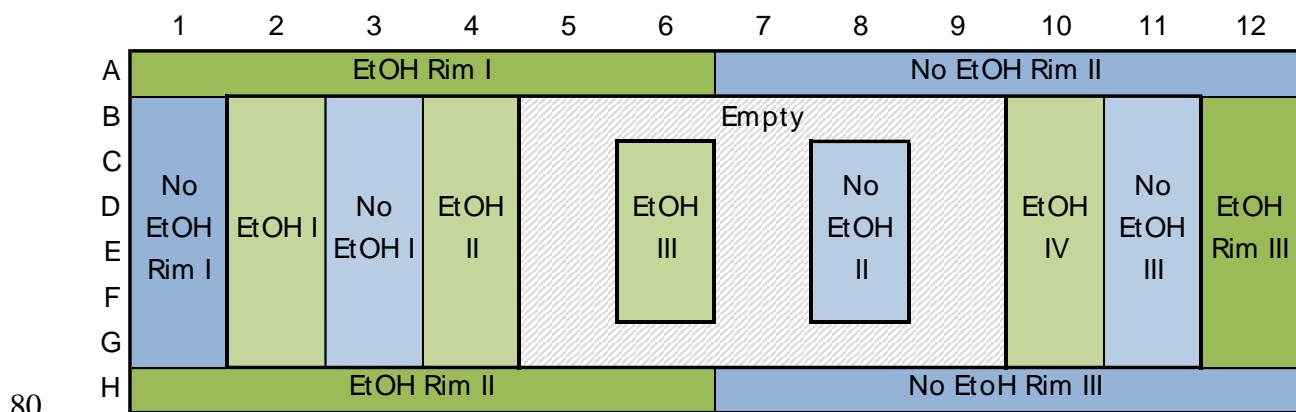 1 2 3 4 5 6 7 8 9 10 11 12
A EtOH Rim I No EtOH Rim II
B Empty
C
D No EtOH EtOH No EtOH
E EtOH EtOH I No EtOH I II III EtOH II EtOH IV No EtOH III EtOH Rim III
F Rim I
G
H EtOH Rim II No EtoH Rim III
80